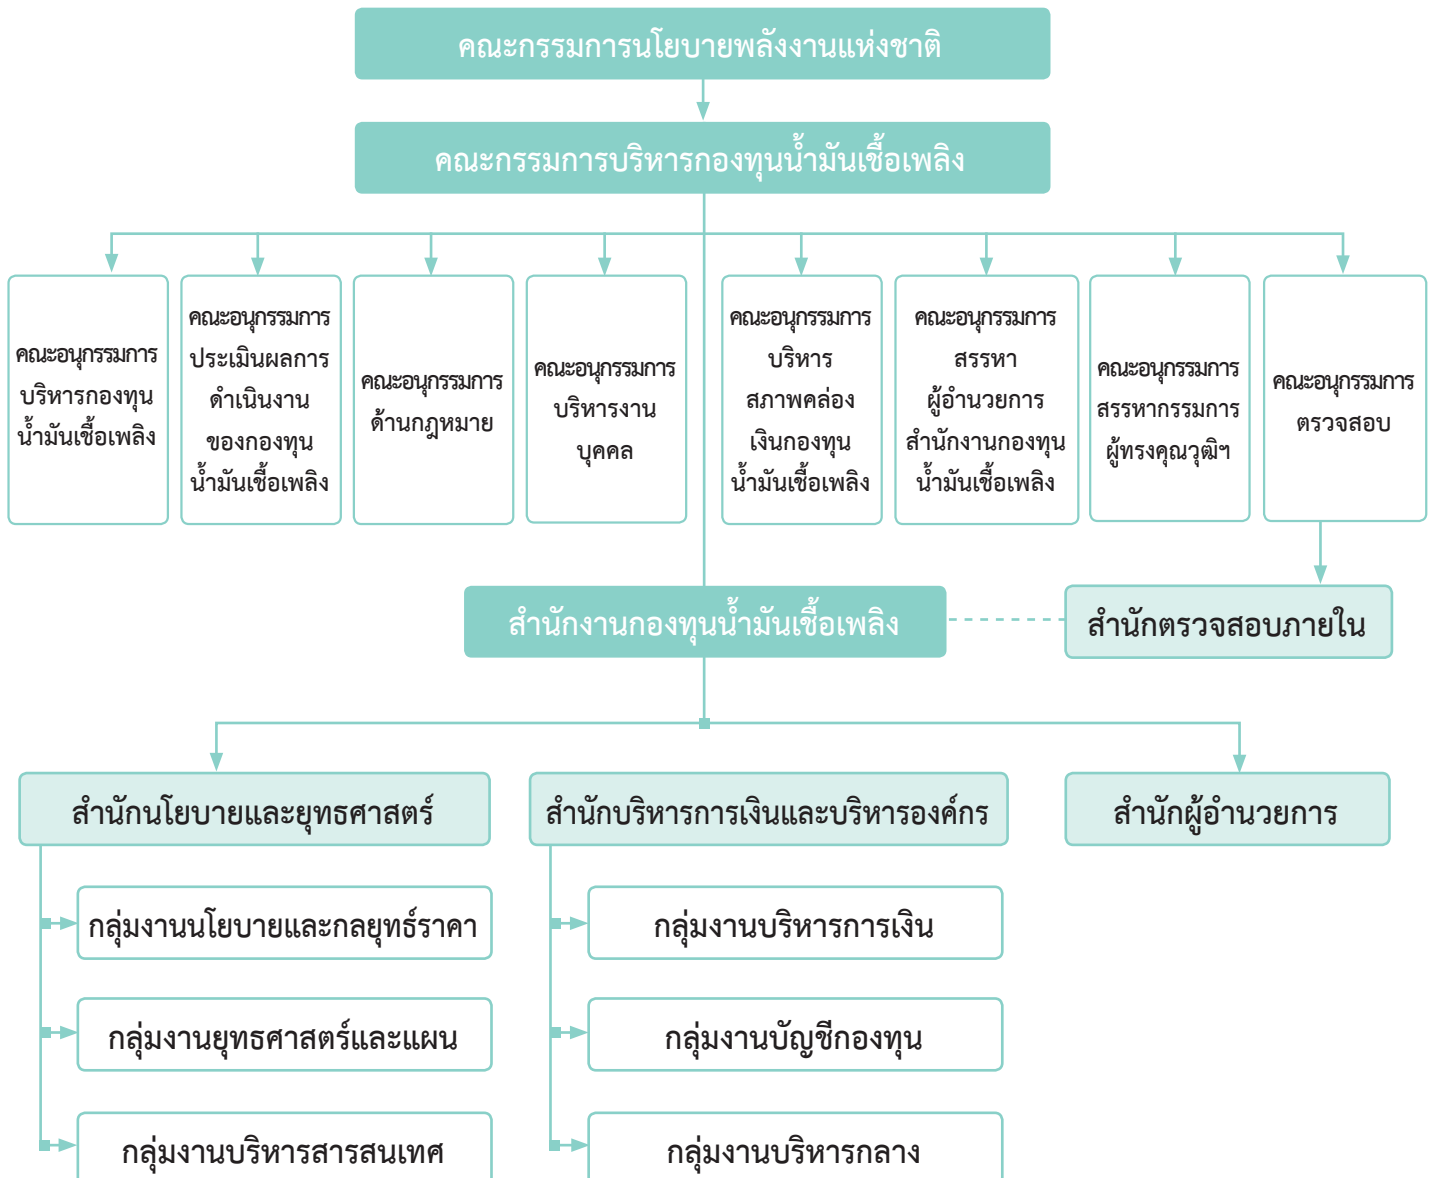 คณะกรรมการนโยบายพลังงานแห่งชาติ
คณะกรรมการบริหารกองทุนน้ำมันเชื้อเพลิง
คณะอนุกรรมการ
บริหารกองทุน
น้ำมันเชื้อเพลิง
คณะอนุกรรมการ
ประเมินผลการ
ดำเนินงาน
ของกองทุน
น้ำมันเชื้อเพลิง
คณะอนุกรรมการ
ด้านกฎหมาย
คณะอนุกรรมการ
บริหารงาน
บุคคล
คณะอนุกรรมการ
บริหาร
สภาพคล่อง
เงินกองทุน
น้ำมันเชื้อเพลิง
คณะอนุกรรมการ
สรรหา
ผู้อำนวยการ
สำนักงานกองทุน
น้ำมันเชื้อเพลิง
คณะอนุกรรมการ
สรรหากรรมการ
ผู้ทรงคุณวุฒิฯ
คณะอนุกรรมการ
ตรวจสอบ
สำนักงานกองทุนน้ำมันเชื้อเพลิง
สำนักตรวจสอบภายใน
สำนักนโยบายและยุทธศาสตร์
สำนักบริหารการเงินและบริหารองค์กร
สำนักผู้อำนวยการ
กลุ่มงานนโยบายและกลยุทธ์ราคา
กลุ่มงานบริหารการเงิน
กลุ่มงานยุทธศาสตร์และแผน
กลุ่มงานบัญชีกองทุน
กลุ่มงานบริหารสารสนเทศ
กลุ่มงานบริหารกลาง